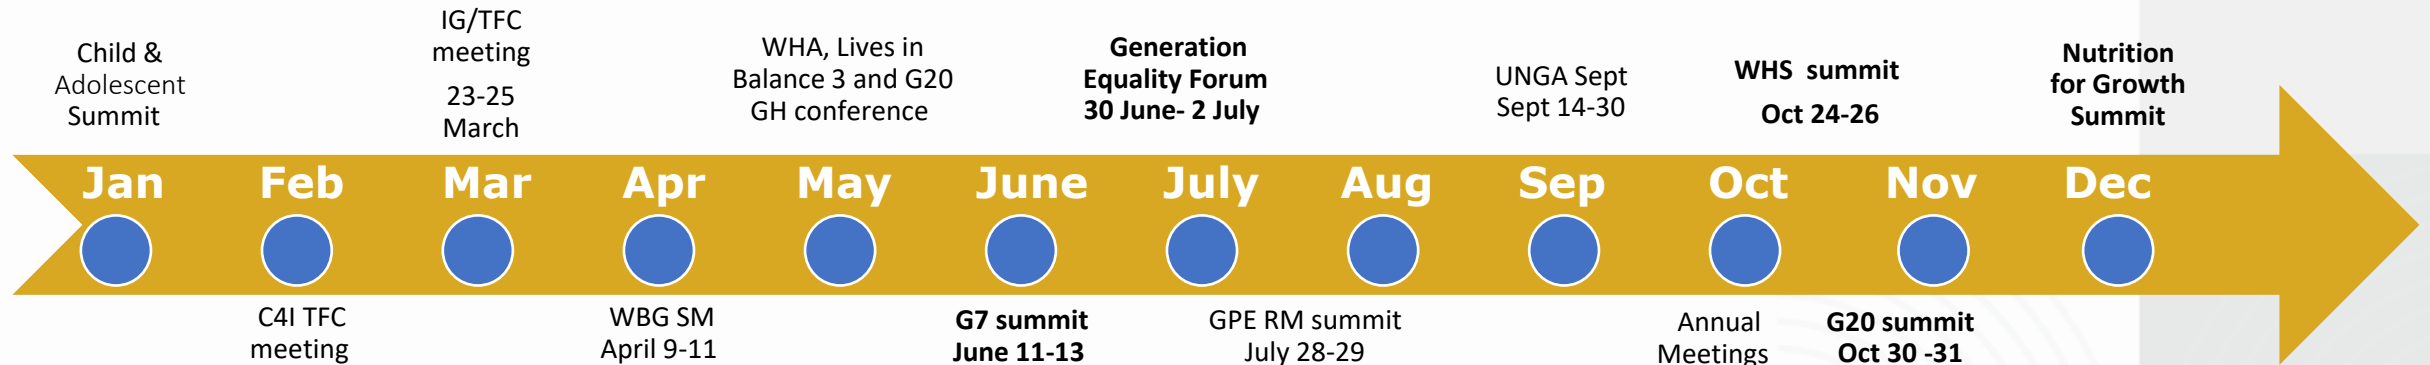 Child &
Adolescent
Summit
IG/TFC
meeting
23-25
March
WHA, Lives in
Balance 3 and G20
GH conference
Generation
Equality Forum
30 June- 2 July
UNGA Sept
Sept 14-30
WHS  summit
Oct 24-26
Nutrition
for Growth
Summit
Jan
Feb
Mar
Apr
May
June
July
Aug
Sep
Oct
Nov
Dec
C4I TFC
meeting
WBG SM
April 9-11
G7 summit
June 11-13
GPE RM summit
July 28-29
Annual
Meetings
G20 summit
Oct 30 -31